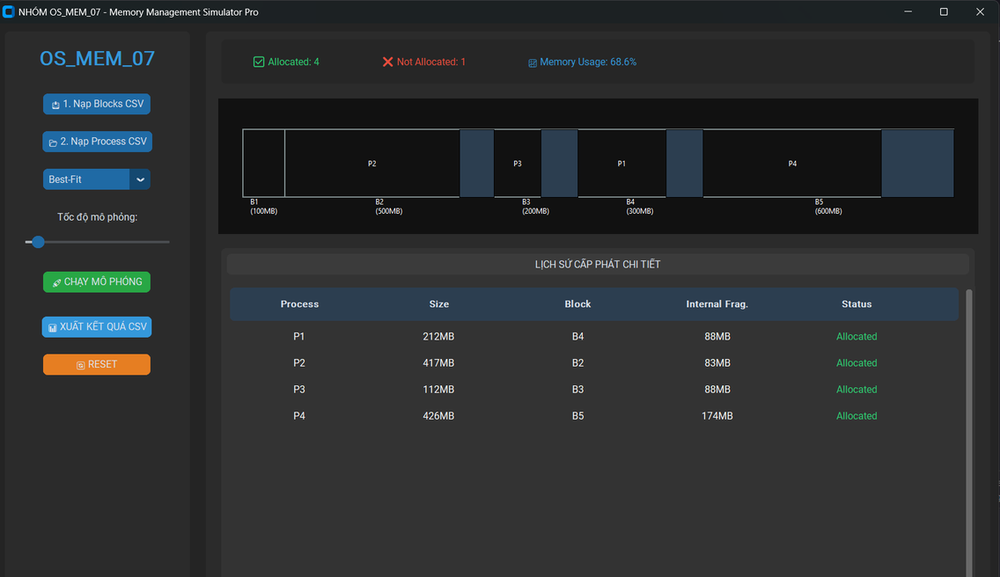 NHÓM OS_MEM_07 - Memory Management Simulator Pro
OS_MEM_07
1. Nạp Blocks CSV
2. Nạp Process CSV
Best-Fit
Tốc độ mô phỏng:
CHẠY MÔ PHỎNG
XUẤT KẾT QUẢ CSV
RESET
Allocated: 4
Not Allocated: 1
Memory Usage: 68.6%
P2
P3
P1
P4
B1
(100MB)
B2
(500MB)
B3
(200MB)
B4
(300MB)
B5
(600MB)
LỊCH SỬ CẤP PHÁT CHI TIẾT
Process Size Block Internal Frag. Status
P1 212MB B4 88MB Allocated
P2 417MB B2 83MB Allocated
P3 112MB B3 88MB Allocated
P4 426MB B5 174MB Allocated